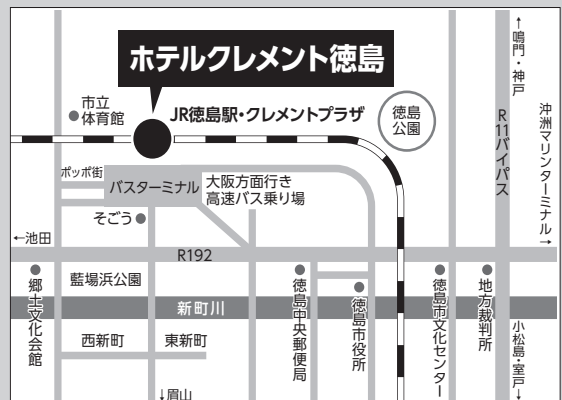 ホテルクレメント徳島
↑鳴門・神戸
市立
体育館
JR徳島駅・クレメントプラザ
徳島
公園
R11バイパス
沖洲マリンターミナル→
ポッポ街
バスターミナル
大阪方面行き
高速バス乗り場
そごう
←池田
R192
郷土文化会館
藍場浜公園
徳島中央郵便局
徳島市役所
徳島市文化センター
地方裁判所
新町川
西新町
東新町
小松島・室戸→
↓眉山